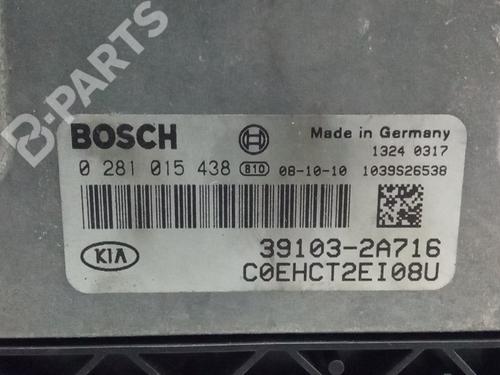 B-PARTS
BOSCH
Made in Germany
1324 0317
0 281 015 438 810 08-10-10 1039S26538
KIA
39103-2A716
C0EHCT2EI08U